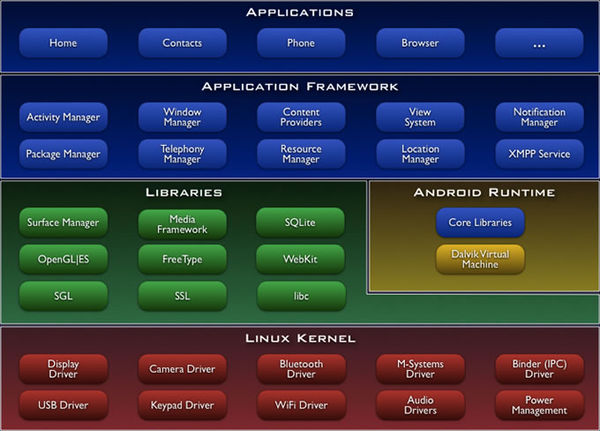 APPLICATIONS
Home
Contacts
Phone
Browser
...
APPLICATION FRAMEWORK
Activity Manager
Window
Manager
Content
Providers
View
System
Notification
Manager
Package Manager
Telephony
Manager
Resource
Manager
Location
Manager
XMPP Service
LIBRARIES
Surface Manager
Media
Framework
SQLite
OpenGL|ES
FreeType
WebKit
SGL
SSL
libc
ANDROID RUNTIME
Core Libraries
Dalvik Virtual
Machine
LINUX KERNEL
Display
Driver
Camera Driver
Bluetooth
Driver
M-Systems
Driver
Binder (IPC)
Driver
USB Driver
Keypad Driver
WiFi Driver
Audio
Drivers
Power
Management